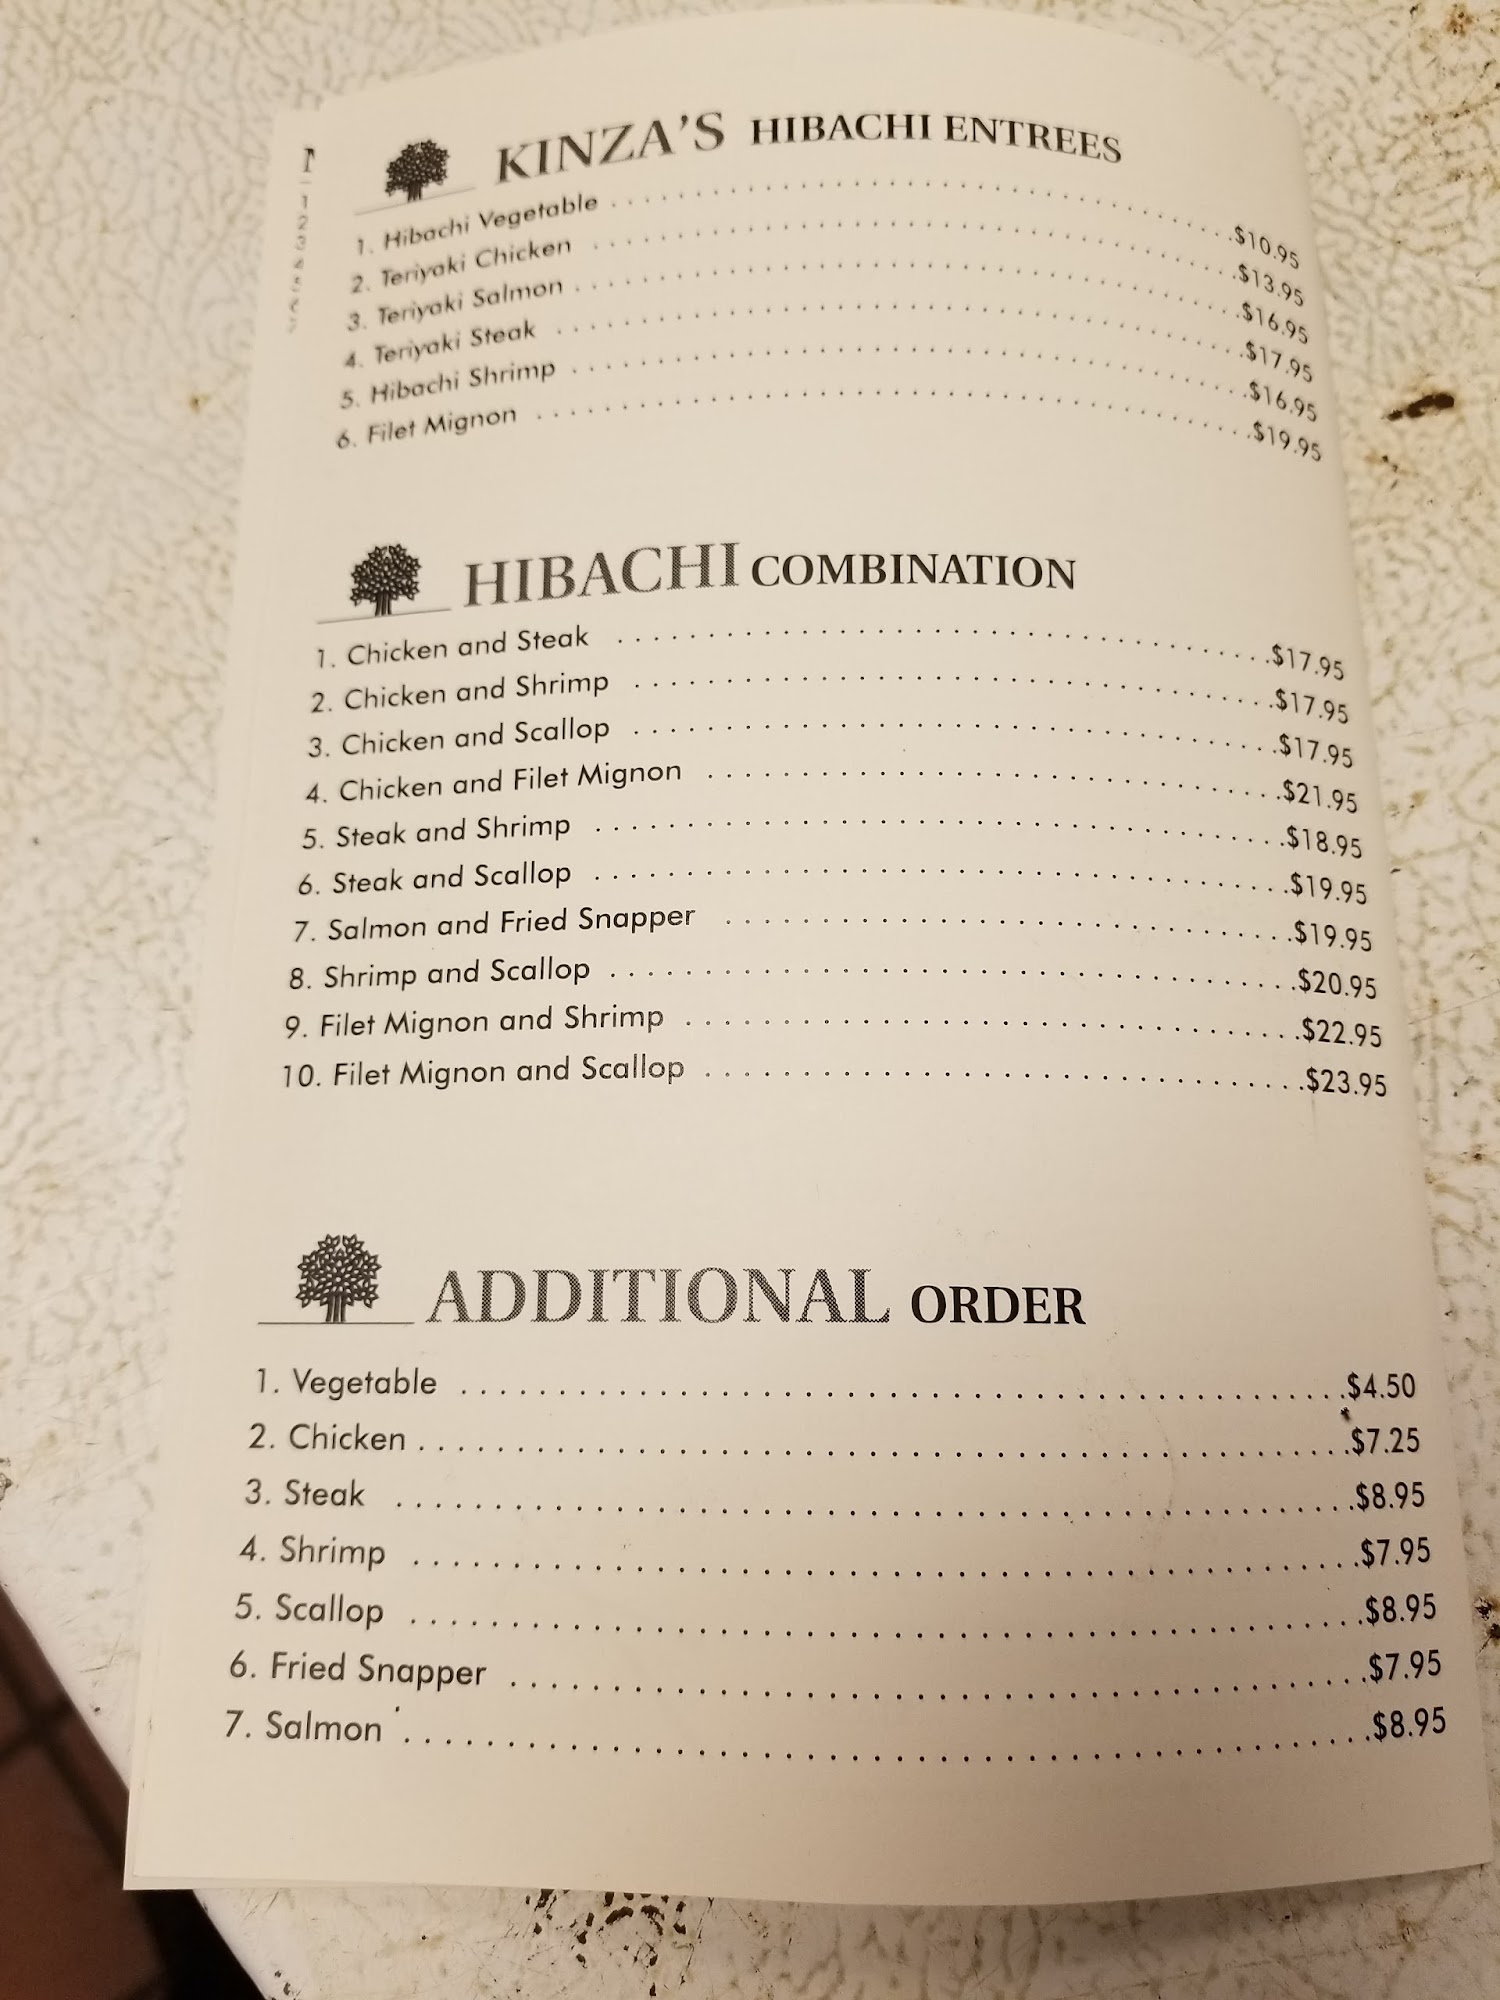 KINZA'S HIBACHI ENTREES
1. Hibachi Vegetable . . . . . . . . . . . . . . . . . . . . . . . . . . . . . . . . . . $10.95
2. Teriyaki Chicken . . . . . . . . . . . . . . . . . . . . . . . . . . . . . . . . . . $13.95
3. Teriyaki Salmon . . . . . . . . . . . . . . . . . . . . . . . . . . . . . . . . . . $16.95
4. Teriyaki Steak . . . . . . . . . . . . . . . . . . . . . . . . . . . . . . . . . . $17.95
5. Hibachi Shrimp . . . . . . . . . . . . . . . . . . . . . . . . . . . . . . . . . . $16.95
6. Filet Mignon . . . . . . . . . . . . . . . . . . . . . . . . . . . . . . . . . . $19.95
HIBACHI COMBINATION
1. Chicken and Steak . . . . . . . . . . . . . . . . . . . . . . . . . . . . . . $17.95
2. Chicken and Shrimp . . . . . . . . . . . . . . . . . . . . . . . . . . . . . . $17.95
3. Chicken and Scallop . . . . . . . . . . . . . . . . . . . . . . . . . . . . . . $17.95
4. Chicken and Filet Mignon . . . . . . . . . . . . . . . . . . . . . . . . . . $21.95
5. Steak and Shrimp . . . . . . . . . . . . . . . . . . . . . . . . . . . . . . $18.95
6. Steak and Scallop . . . . . . . . . . . . . . . . . . . . . . . . . . . . . . $19.95
7. Salmon and Fried Snapper . . . . . . . . . . . . . . . . . . . . . . . . . . $19.95
8. Shrimp and Scallop . . . . . . . . . . . . . . . . . . . . . . . . . . . . . . $20.95
9. Filet Mignon and Shrimp . . . . . . . . . . . . . . . . . . . . . . . . . . $22.95
10. Filet Mignon and Scallop . . . . . . . . . . . . . . . . . . . . . . . . . . $23.95
ADDITIONAL ORDER
1. Vegetable . . . . . . . . . . . . . . . . . . . . . . . . . . . . . . . . . . $4.50
2. Chicken . . . . . . . . . . . . . . . . . . . . . . . . . . . . . . . . . . $7.25
3. Steak . . . . . . . . . . . . . . . . . . . . . . . . . . . . . . . . . . $8.95
4. Shrimp . . . . . . . . . . . . . . . . . . . . . . . . . . . . . . . . . . $7.95
5. Scallop . . . . . . . . . . . . . . . . . . . . . . . . . . . . . . . . . . $8.95
6. Fried Snapper . . . . . . . . . . . . . . . . . . . . . . . . . . . . . . $7.95
7. Salmon . . . . . . . . . . . . . . . . . . . . . . . . . . . . . . . . . . $8.95